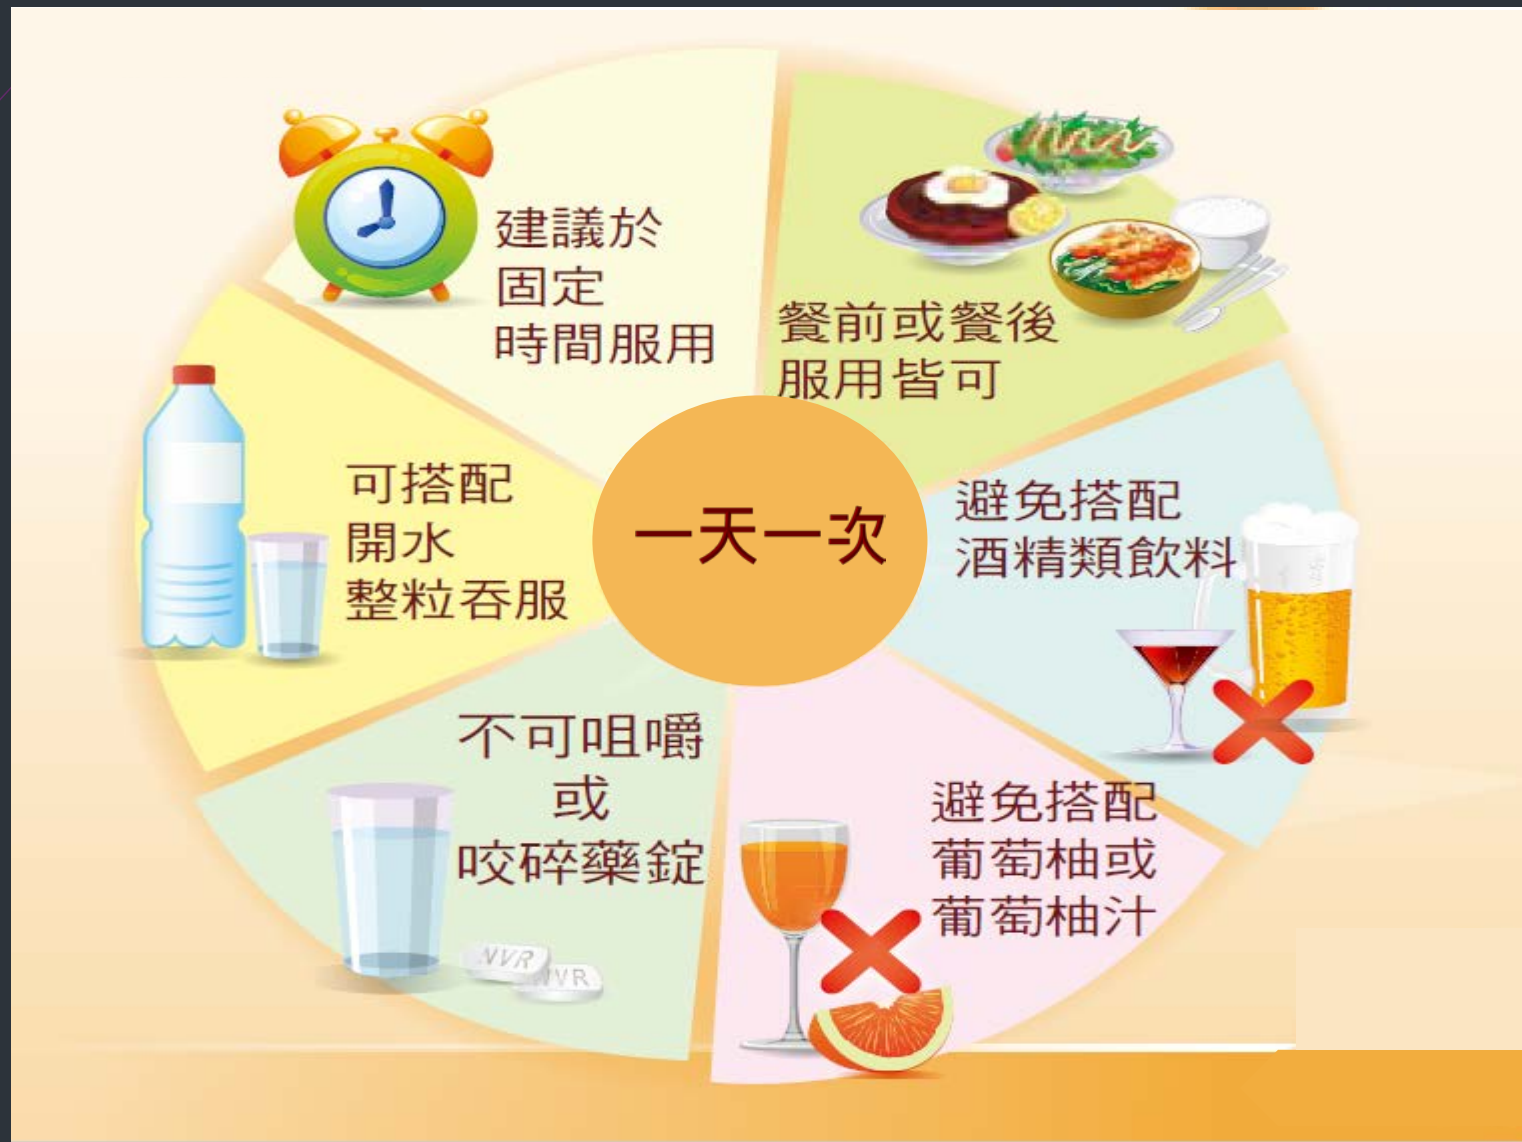 建議於
固定
時間服用
餐前或餐後
服用皆可
可搭配
開水
整粒吞服
一天一次
避免搭配
酒精類飲料
不可咀嚼
或
咬碎藥錠
避免搭配
葡萄柚或
葡萄柚汁
NVR
NVR